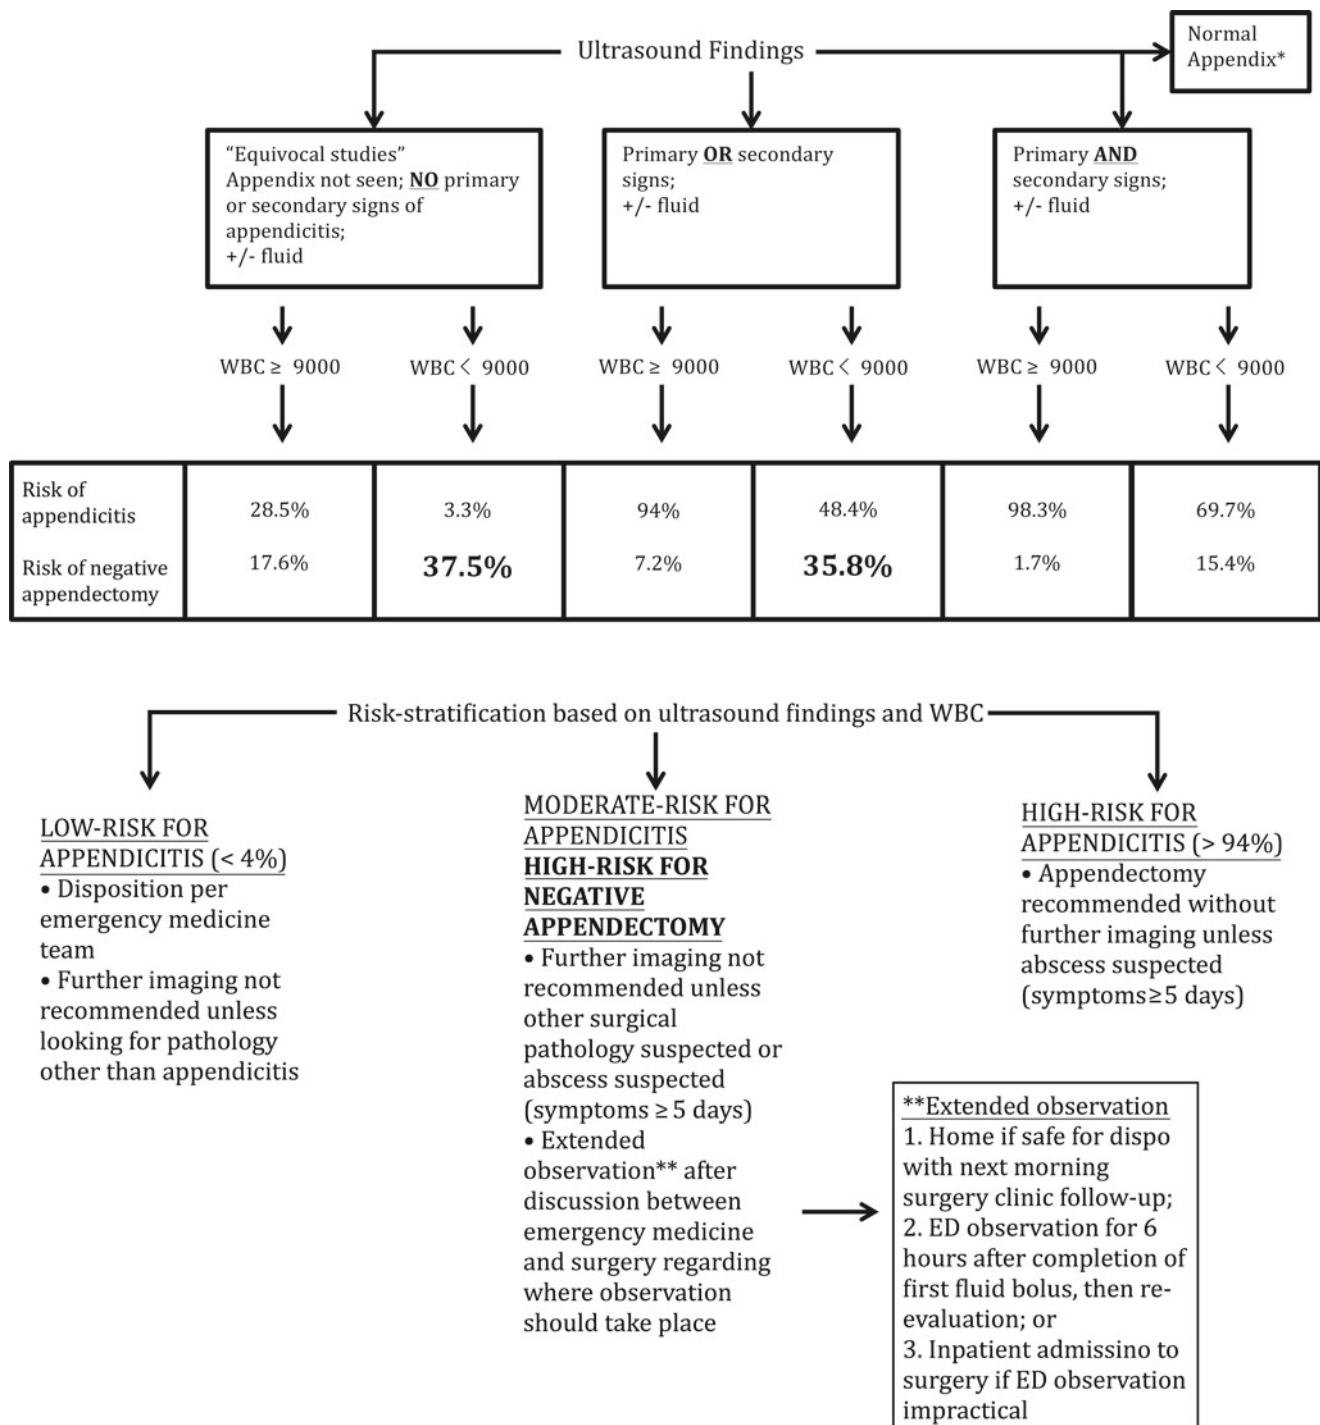 Ultrasound Findings
Normal
Appendix*
“Equivocal studies”
Appendix not seen; NO primary
or secondary signs of
appendicitis;
+/- fluid
Primary OR secondary
signs;
+/- fluid
Primary AND
secondary signs;
+/- fluid
WBC ≥ 9000
WBC < 9000
WBC ≥ 9000
WBC < 9000
WBC ≥ 9000
WBC < 9000
Risk of
appendicitis
28.5%
3.3%
94%
48.4%
98.3%
69.7%
Risk of negative
appendectomy
17.6%
37.5%
7.2%
35.8%
1.7%
15.4%
Risk-stratification based on ultrasound findings and WBC
LOW-RISK FOR
APPENDICITIS (< 4%)
• Disposition per
emergency medicine
team
• Further imaging not
recommended unless
looking for pathology
other than appendicitis
MODERATE-RISK FOR
APPENDICITIS
HIGH-RISK FOR
NEGATIVE
APPENDECTOMY
• Further imaging not
recommended unless
other surgical
pathology suspected or
abscess suspected
(symptoms ≥ 5 days)
• Extended
observation** after
discussion between
emergency medicine
and surgery regarding
where observation
should take place
HIGH-RISK FOR
APPENDICITIS (> 94%)
• Appendectomy
recommended without
further imaging unless
abscess suspected
(symptoms≥5 days)
**Extended observation
1. Home if safe for dispo
with next morning
surgery clinic follow-up;
2. ED observation for 6
hours after completion of
first fluid bolus, then re-
evaluation; or
3. Inpatient admissino to
surgery if ED observation
impractical